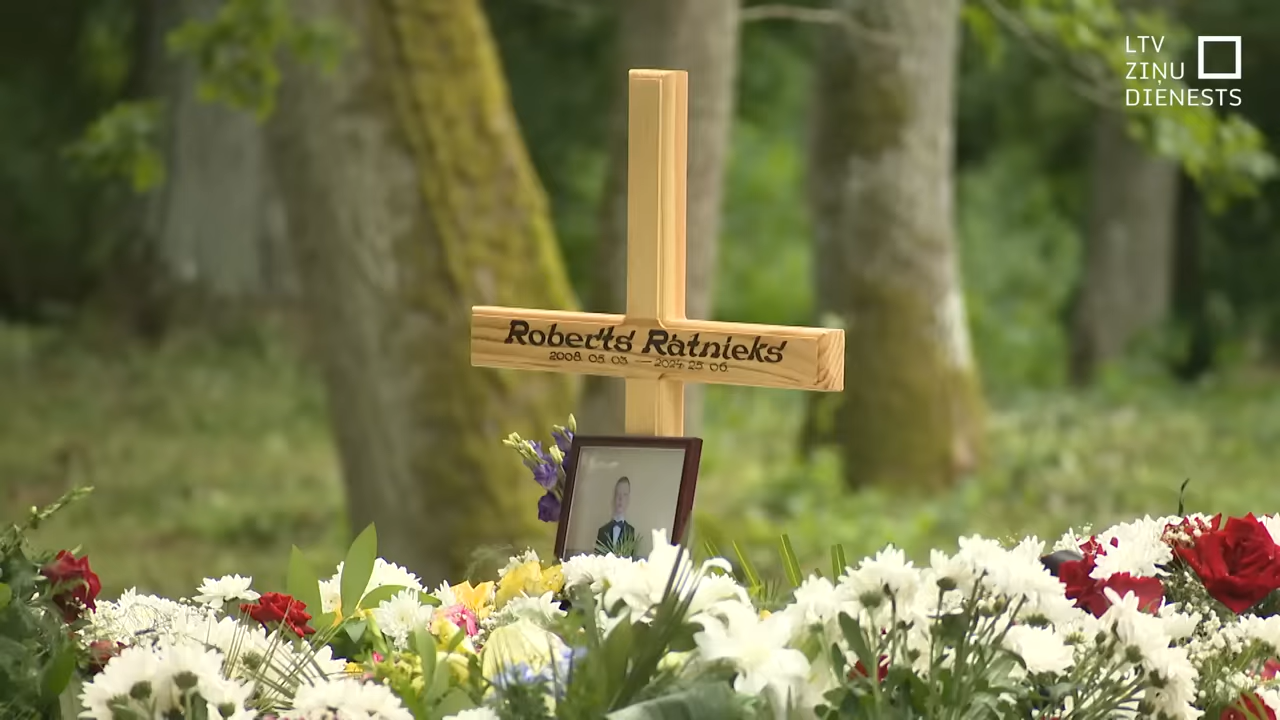 LTV
ZIŅU
DIENESTS
Roberts Ratnieks
2008. 05. 03. — 2024. 25. 06.